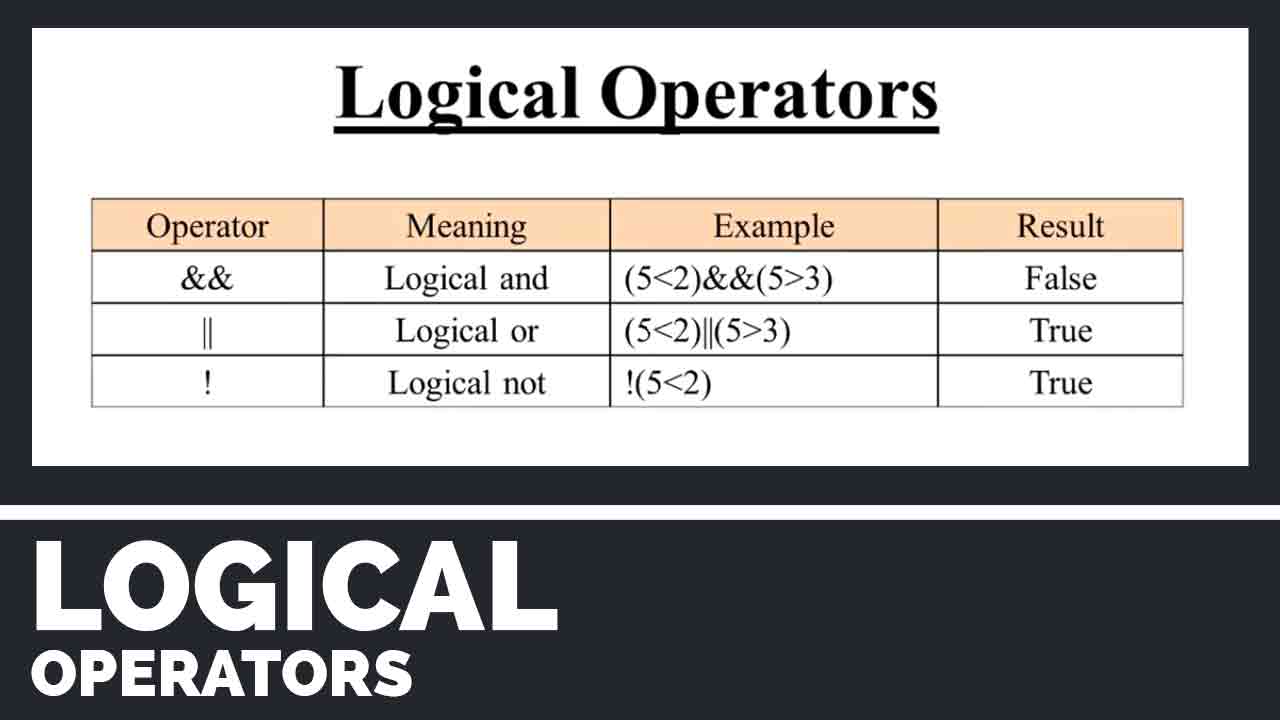 Logical Operators
Operator Meaning Example Result
&& Logical and (5<2)&&(5>3) False
|| Logical or (5<2)||(5>3) True
! Logical not !(5<2) True
LOGICAL
OPERATORS